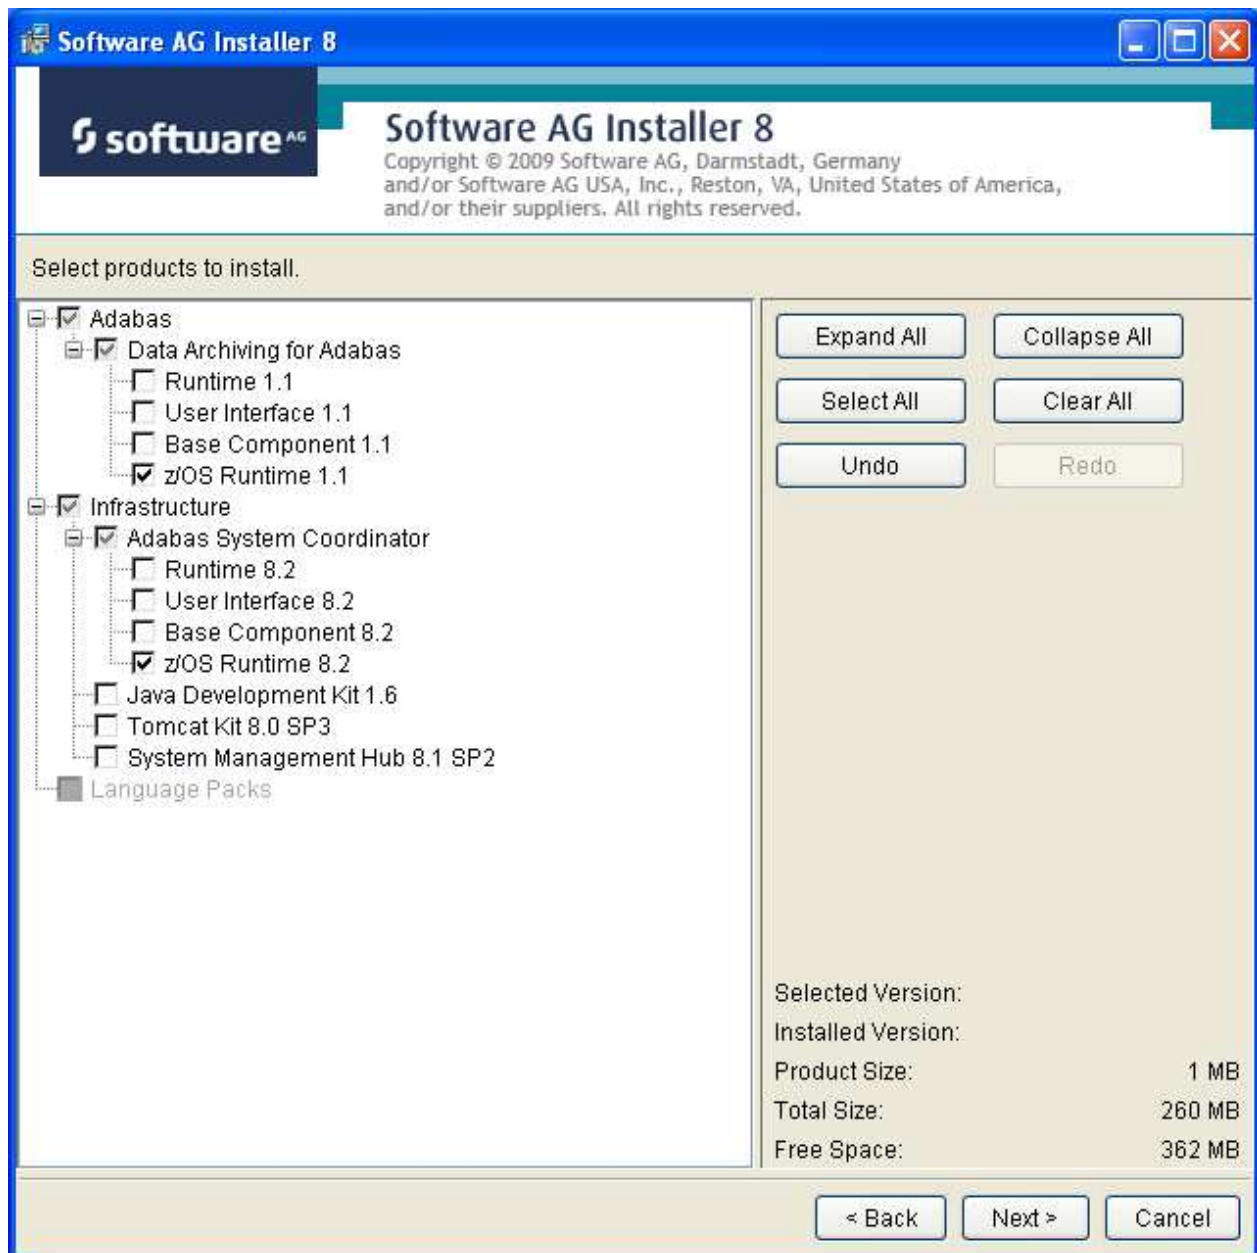 Software AG Installer 8
software AG
Software AG Installer 8
Copyright © 2009 Software AG, Darmstadt, Germany
and/or Software AG USA, Inc., Reston, VA, United States of America,
and/or their suppliers. All rights reserved.
Select products to install.
Adabas
Data Archiving for Adabas
Runtime 1.1
User Interface 1.1
Base Component 1.1
z/OS Runtime 1.1
Infrastructure
Adabas System Coordinator
Runtime 8.2
User Interface 8.2
Base Component 8.2
z/OS Runtime 8.2
Java Development Kit 1.6
Tomcat Kit 8.0 SP3
System Management Hub 8.1 SP2
Language Packs
Expand All Collapse All
Select All Clear All
Undo Redo
Selected Version:
Installed Version:
Product Size: 1 MB
Total Size: 260 MB
Free Space: 362 MB
< Back Next > Cancel